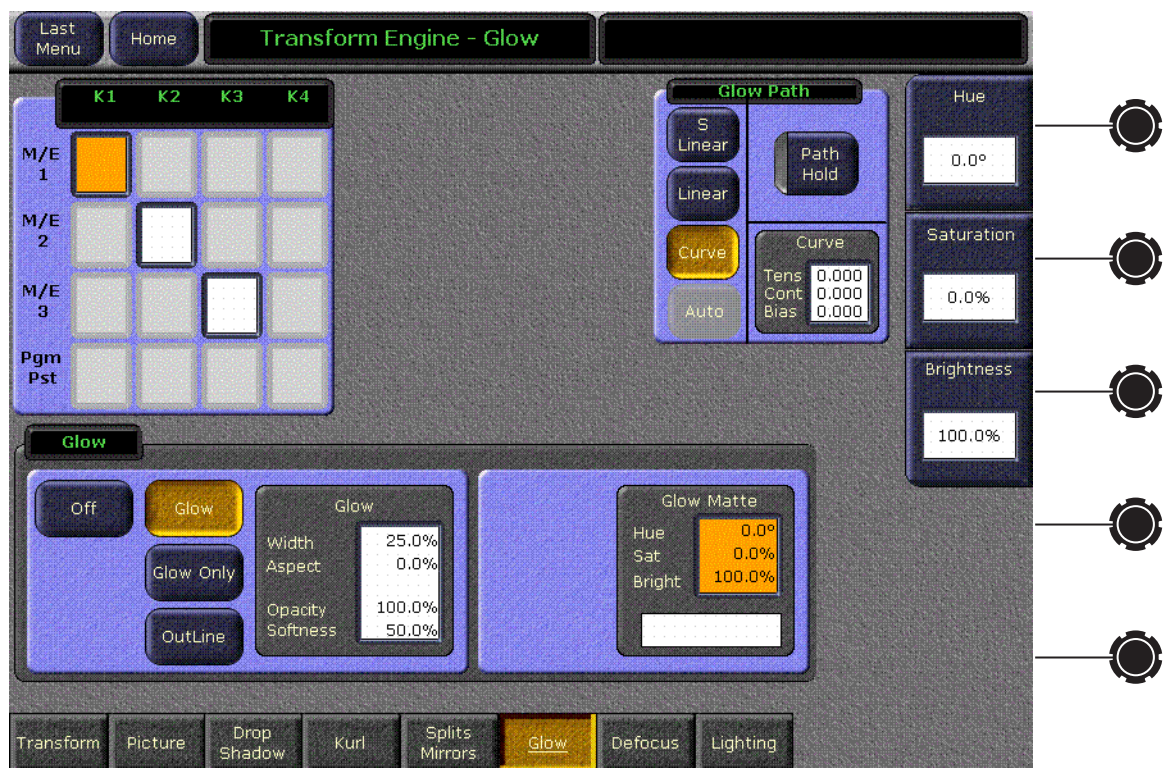 Last
Menu
Home
Transform Engine - Glow
K1 K2 K3 K4
M/E
1
M/E
2
M/E
3
Pgm
Pst
Glow Path
S
Linear
Linear
Curve
Auto
Path
Hold
Curve
Tens 0.000
Cont 0.000
Bias 0.000
Hue
0.0°
Saturation
0.0%
Brightness
100.0%
Glow
Off
Glow
Glow Only
OutLine
Glow
Width 25.0%
Aspect 0.0%
Opacity 100.0%
Softness 50.0%
Glow Matte
Hue 0.0°
Sat 0.0%
Bright 100.0%
Transform
Picture
Drop
Shadow
Kurl
Splits
Mirrors
Glow
Defocus
Lighting